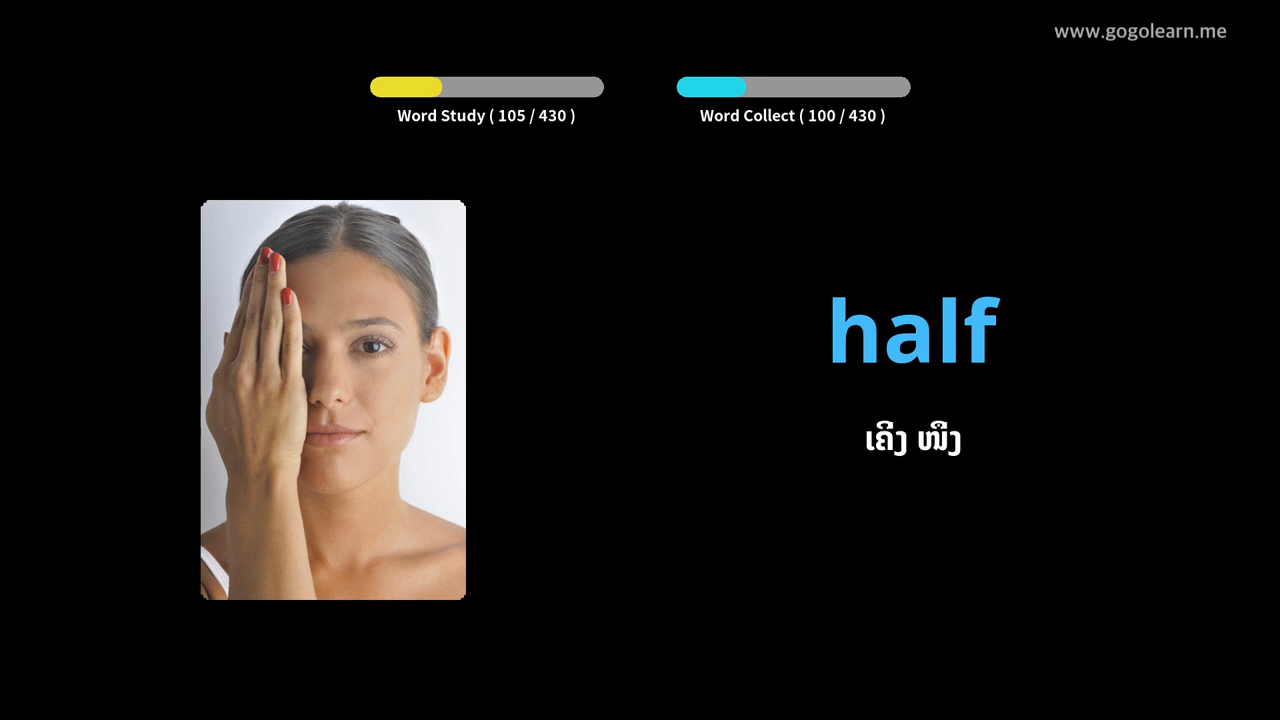 www.gogolearn.me
Word Study ( 105 / 430 )
Word Collect ( 100 / 430 )
half
ເຄິ່ງ ໜຶ່ງ